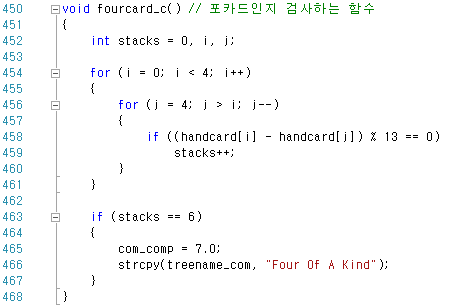 450 void fourcard_c() // 포카드인지 검사하는 함수
451 {
452 int stacks = 0, i, j;
453
454 for (i = 0; i < 4; i++)
455 {
456 for (j = 4; j > i; j--)
457 {
458 if ((handcard[i] - handcard[j]) % 13 == 0)
459 stacks++;
460 }
461 }
462
463 if (stacks == 6)
464 {
465 com_comp = 7.0;
466 strcpy(treename_com, "Four Of A Kind");
467 }
468 }